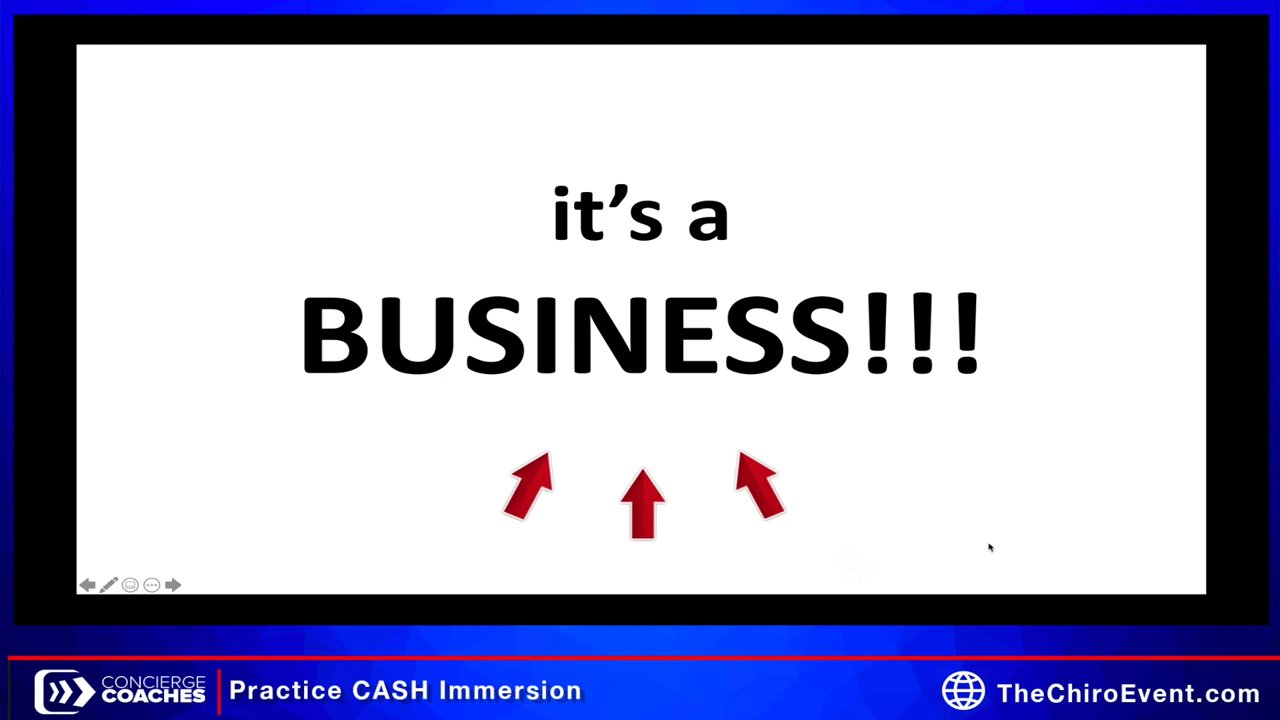 it’s a
BUSINESS!!!
CONCIERGE
COACHES
Practice CASH Immersion
TheChiroEvent.com